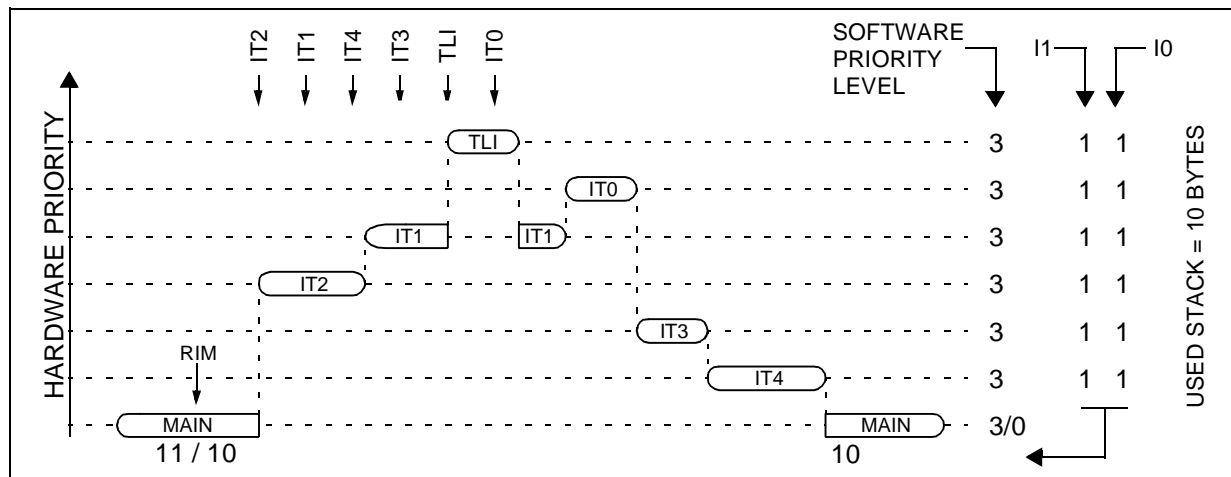 IT2
IT1
IT4
IT3
TLI
IT0
SOFTWARE
PRIORITY
LEVEL
I1
I0
HARDWARE PRIORITY
TLI
3
1 1
IT0
3
1 1
IT1
IT1
3
1 1
IT2
3
1 1
IT3
3
1 1
RIM
IT4
3
1 1
MAIN
MAIN
3/0
11 / 10
10
USED STACK = 10 BYTES